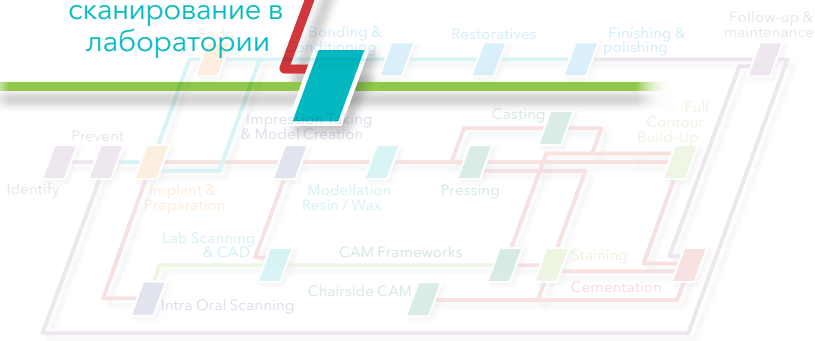 сканирование в
лаборатории
Endo
Bonding &
Conditioning
Restoratives
Finishing &
polishing
Follow-up &
maintenance
Prevent
Impression Taking
& Model Creation
Casting
Full
Contour
Build-Up
Identify
Implant &
Preparation
Modellation
Resin / Wax
Pressing
Lab Scanning
& CAD
CAM Frameworks
Staining
Chairside CAM
Cementation
Intra Oral Scanning